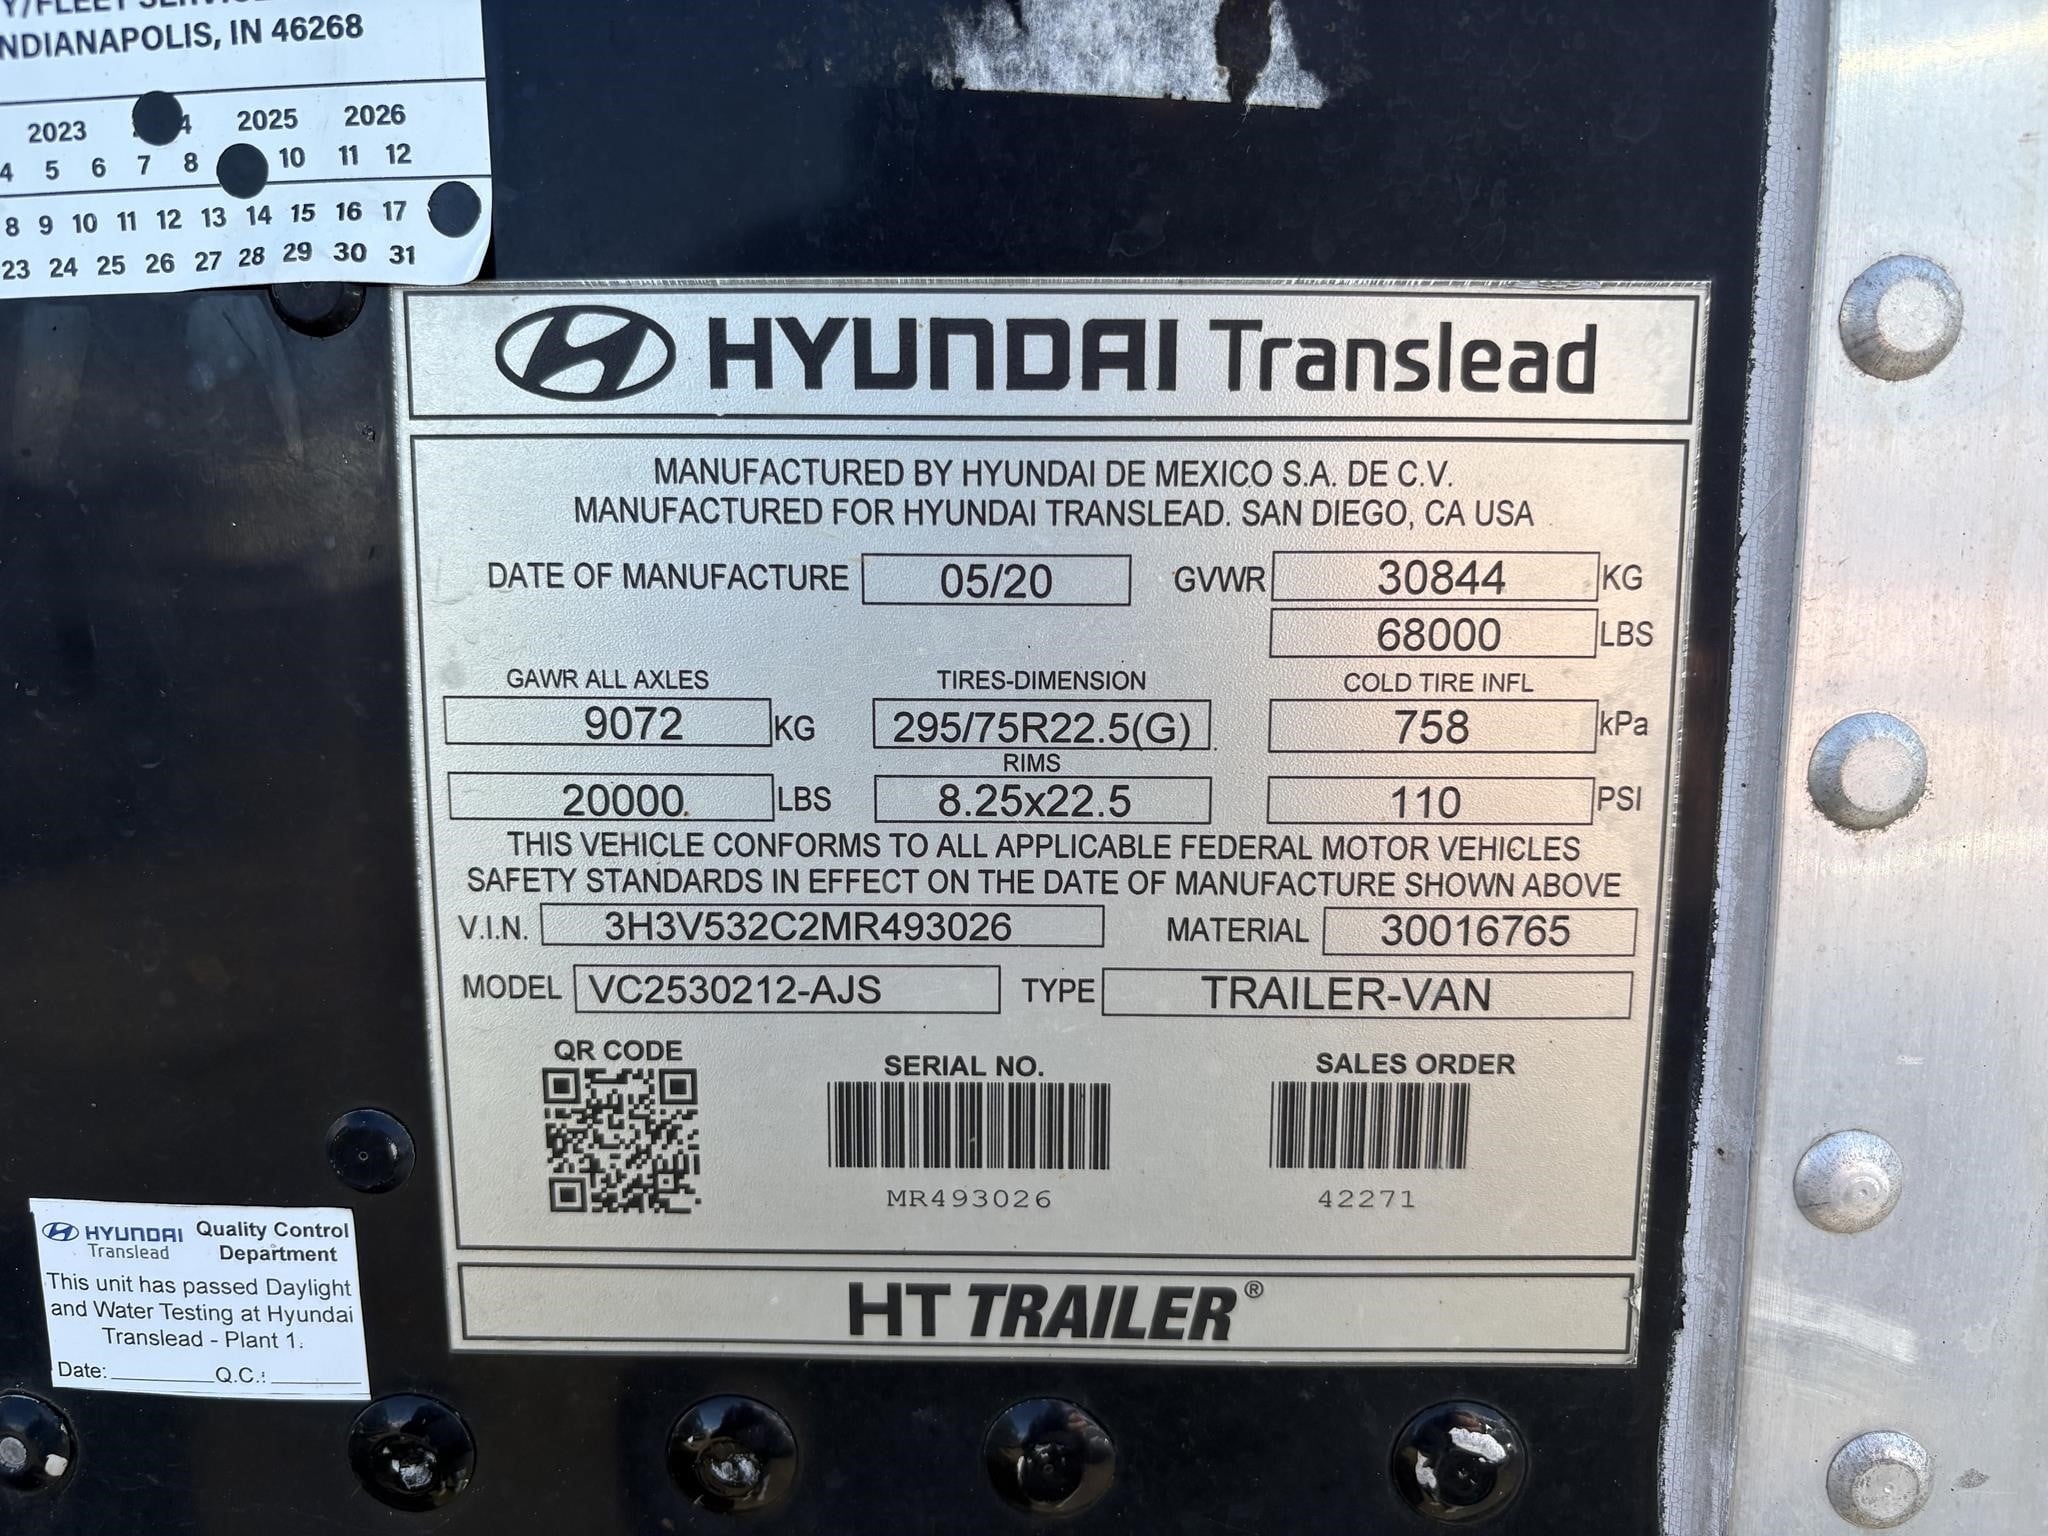 Y/FLEET SERVICE
INDIANAPOLIS, IN 46268
2023 4 2025 2026
4 5 6 7 8 10 11 12
8 9 10 11 12 13 14 15 16 17
23 24 25 26 27 28 29 30 31
HYUNDAI Translead
MANUFACTURED BY HYUNDAI DE MEXICO S.A. DE C.V.
MANUFACTURED FOR HYUNDAI TRANSLEAD. SAN DIEGO, CA USA
DATE OF MANUFACTURE 05/20 GVWR 30844 KG
68000 LBS
GAWR ALL AXLES TIRES-DIMENSION COLD TIRE INFL
9072 KG 295/75R22.5(G) 758 kPa
RIMS
20000 LBS 8.25x22.5 110 PSI
THIS VEHICLE CONFORMS TO ALL APPLICABLE FEDERAL MOTOR VEHICLES
SAFETY STANDARDS IN EFFECT ON THE DATE OF MANUFACTURE SHOWN ABOVE
V.I.N. 3H3V532C2MR493026 MATERIAL 30016765
MODEL VC2530212-AJS TYPE TRAILER-VAN
QR CODE SERIAL NO. SALES ORDER
MR493026 42271
HT TRAILER®
HYUNDAI Translead Quality Control Department
This unit has passed Daylight
and Water Testing at Hyundai
Translead - Plant 1.
Date: Q.C.: